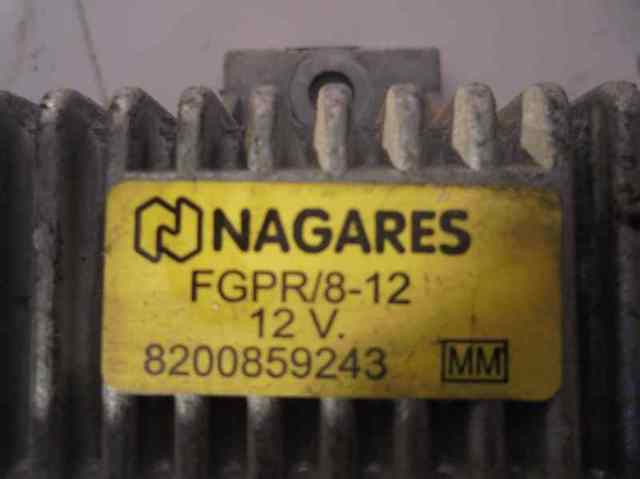 NAGARES
FGPR/8-12
12 V.
8200859243 MM